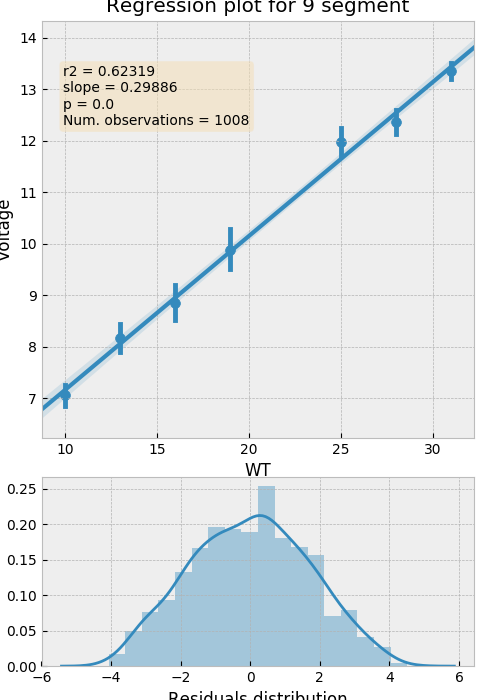 Regression plot for 9 segment
14
13
12
11
10
9
8
7
r2 = 0.62319
slope = 0.29886
p = 0.0
Num. observations = 1008
Voltage
10 15 20 25 30
WT
0.25
0.20
0.15
0.10
0.05
0.00
−6 −4 −2 0 2 4 6
Residuals distribution